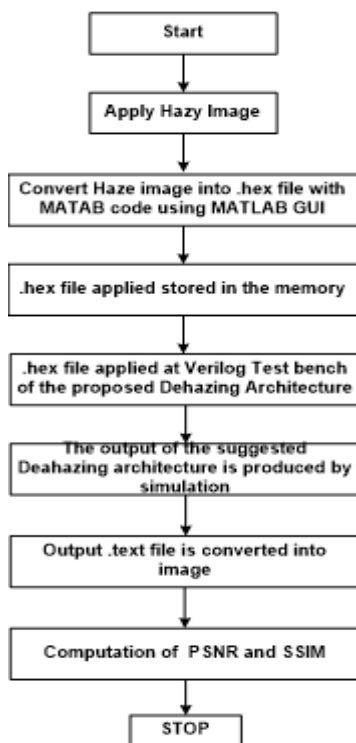 Start
Apply Hazy Image
Convert Haze image into .hex file with
MATAB code using MATLAB GUI
.hex file applied stored in the memory
.hex file applied at Verilog Test bench
of the proposed Dehazing Architecture
The output of the suggested
Deahazing architecture is produced by
simulation
Output .text file is converted into
image
Computation of PSNR and SSIM
STOP